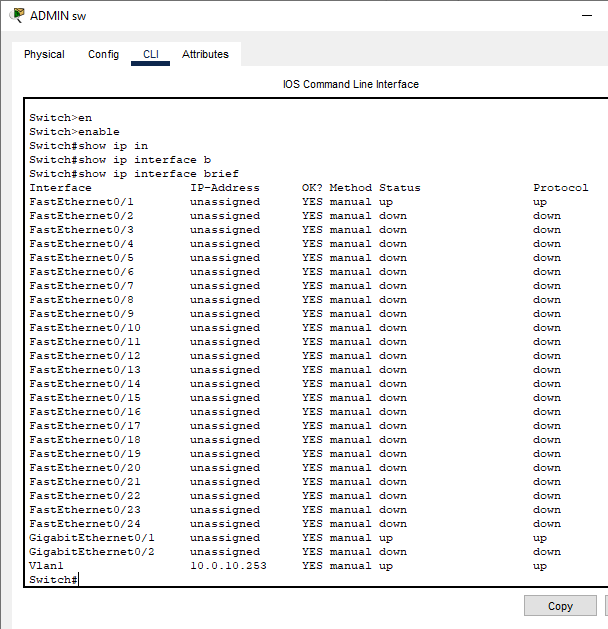 ADMIN sw
Physical Config CLI Attributes
IOS Command Line Interface
Switch>en
Switch>enable
Switch#show ip in
Switch#show ip interface b
Switch#show ip interface brief
Interface IP-Address OK? Method Status Protocol
FastEthernet0/1 unassigned YES manual up up
FastEthernet0/2 unassigned YES manual down down
FastEthernet0/3 unassigned YES manual down down
FastEthernet0/4 unassigned YES manual down down
FastEthernet0/5 unassigned YES manual down down
FastEthernet0/6 unassigned YES manual down down
FastEthernet0/7 unassigned YES manual down down
FastEthernet0/8 unassigned YES manual down down
FastEthernet0/9 unassigned YES manual down down
FastEthernet0/10 unassigned YES manual down down
FastEthernet0/11 unassigned YES manual down down
FastEthernet0/12 unassigned YES manual down down
FastEthernet0/13 unassigned YES manual down down
FastEthernet0/14 unassigned YES manual down down
FastEthernet0/15 unassigned YES manual down down
FastEthernet0/16 unassigned YES manual down down
FastEthernet0/17 unassigned YES manual down down
FastEthernet0/18 unassigned YES manual down down
FastEthernet0/19 unassigned YES manual down down
FastEthernet0/20 unassigned YES manual down down
FastEthernet0/21 unassigned YES manual down down
FastEthernet0/22 unassigned YES manual down down
FastEthernet0/23 unassigned YES manual down down
FastEthernet0/24 unassigned YES manual down down
GigabitEthernet0/1 unassigned YES manual up up
GigabitEthernet0/2 unassigned YES manual down down
Vlan1 10.0.10.253 YES manual up up
Switch#
Copy